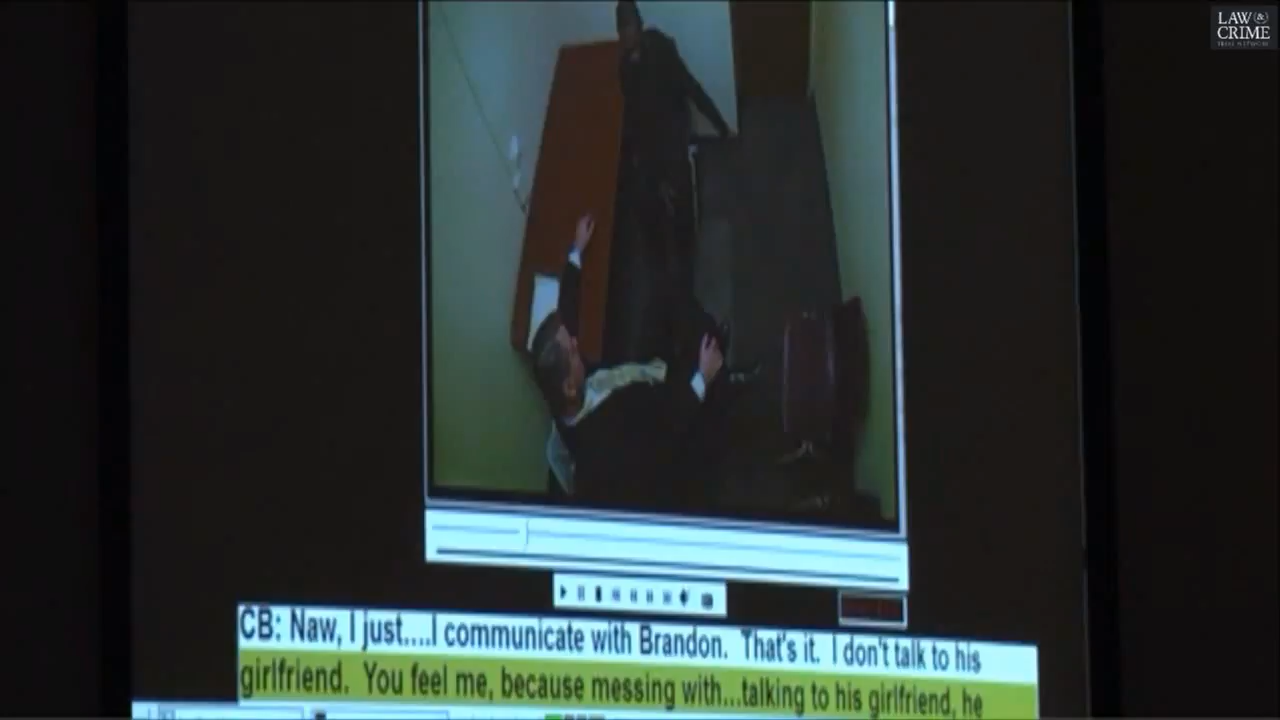 LAW &
CRIME
CB: Naw, I just....I communicate with Brandon. That's it. I don't talk to his
girlfriend. You feel me, because messing with...talking to his girlfriend, he